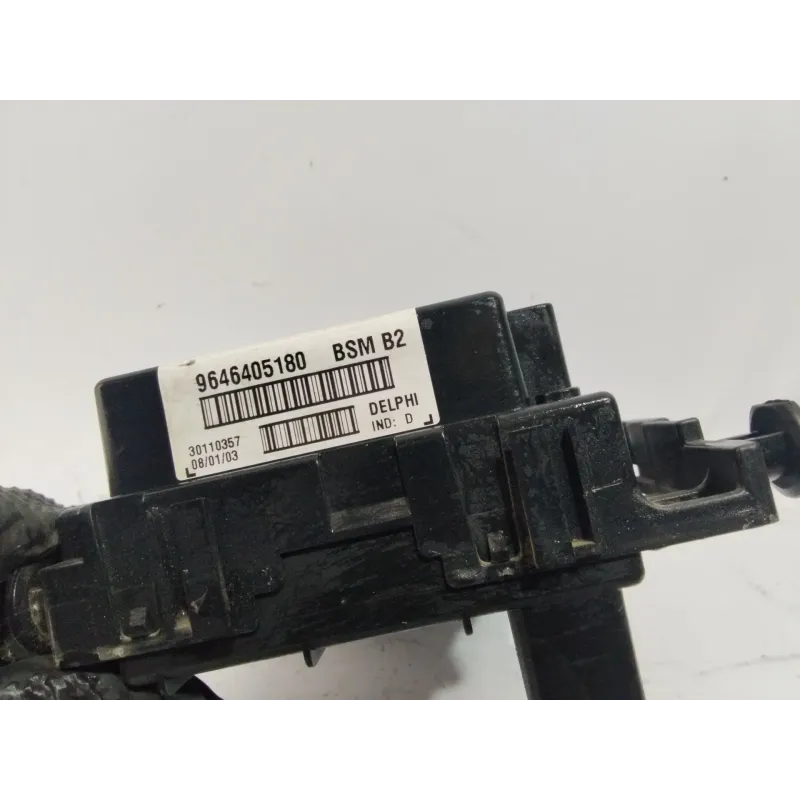 9646405180 BSM B2
30110357 DELPHI
08/01/03 IND: D